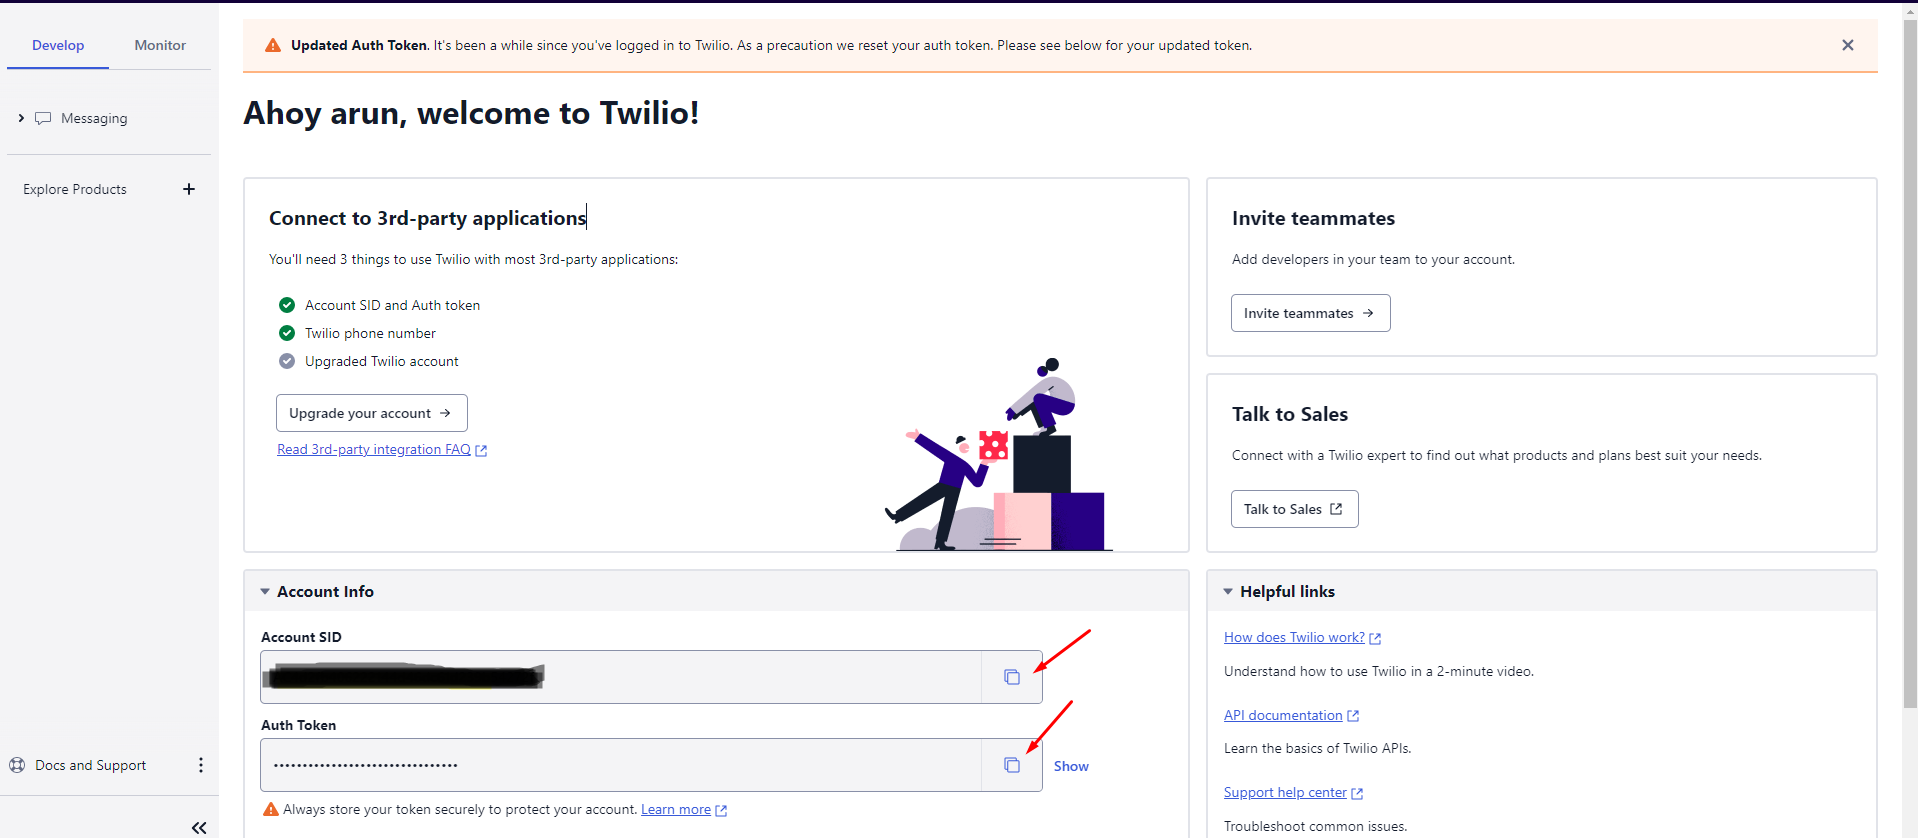 Develop
Monitor
Messaging
Explore Products
Docs and Support
Updated Auth Token. It's been a while since you've logged in to Twilio. As a precaution we reset your auth token. Please see below for your updated token.
Ahoy arun, welcome to Twilio!
Connect to 3rd-party applications
You'll need 3 things to use Twilio with most 3rd-party applications:
Account SID and Auth token
Twilio phone number
Upgraded Twilio account
Upgrade your account →
Read 3rd-party integration FAQ
Invite teammates
Add developers in your team to your account.
Invite teammates →
Talk to Sales
Connect with a Twilio expert to find out what products and plans best suit your needs.
Talk to Sales
Account Info
Account SID
Auth Token
••••••••••••••••••••••••••••••••
Show
Always store your token securely to protect your account. Learn more
Helpful links
How does Twilio work?
Understand how to use Twilio in a 2-minute video.
API documentation
Learn the basics of Twilio APIs.
Support help center
Troubleshoot common issues.